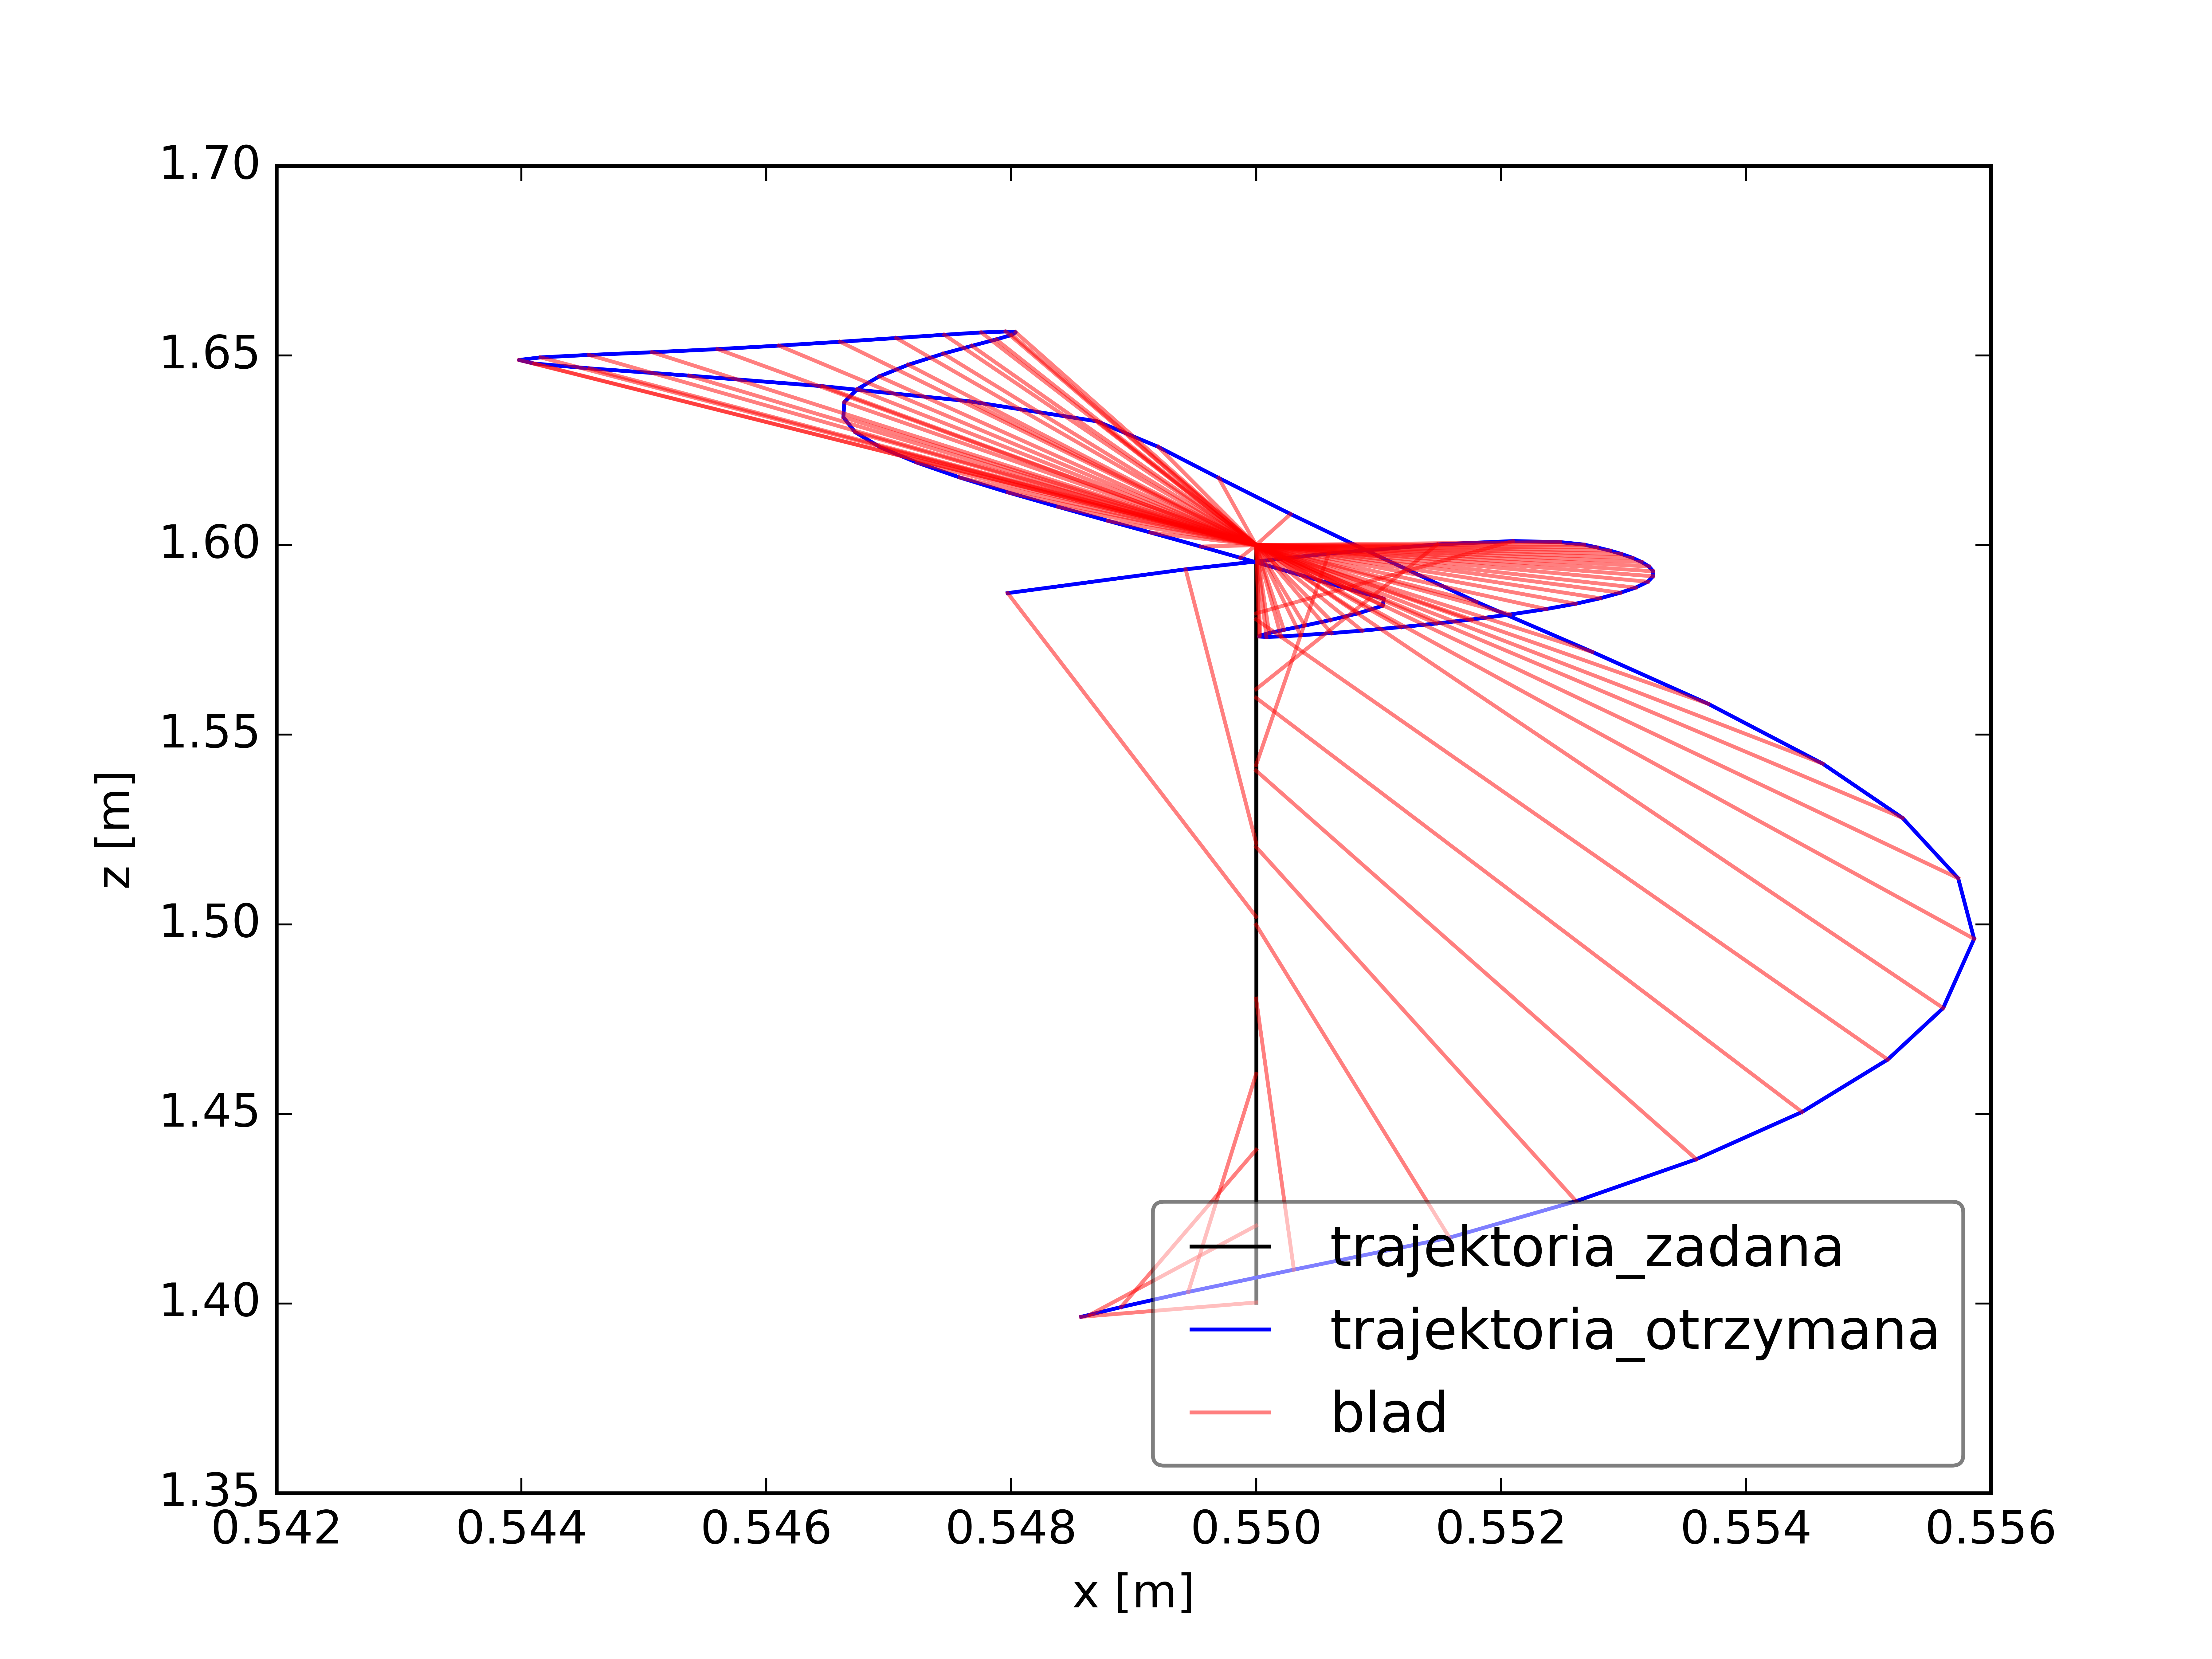 1.70
1.65
1.60
1.55
1.50
1.45
1.40
1.35
z [m]
trajektoria_zadana
trajektoria_otrzymana
blad
0.542 0.544 0.546 0.548 0.550 0.552 0.554 0.556
x [m]